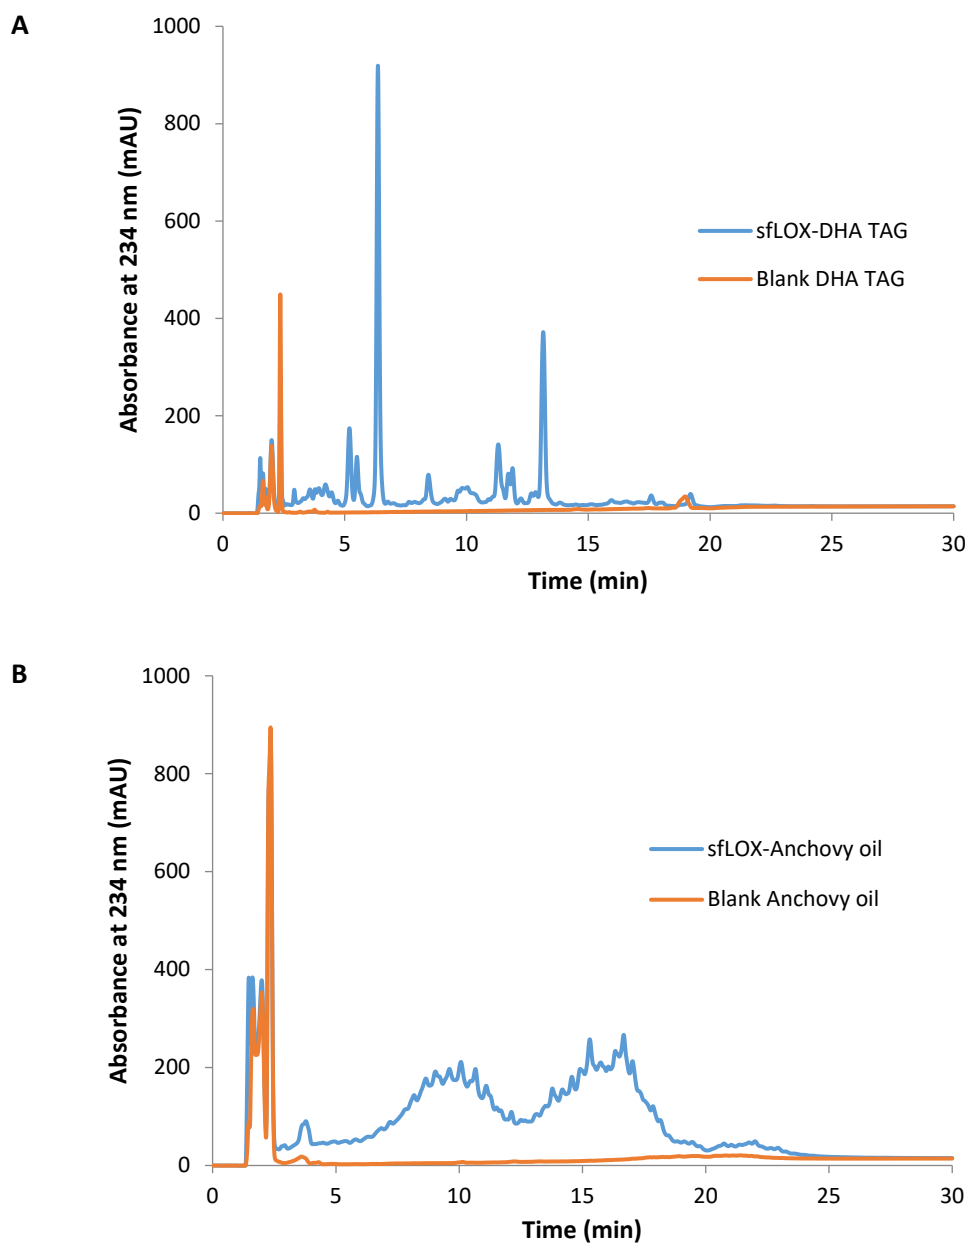 A
1000
800
600
400
200
0
Absorbance at 234 nm (mAU)
sfLOX-DHA TAG
Blank DHA TAG
0 5 10 15 20 25 30
Time (min)
B
1000
800
600
400
200
0
Absorbance at 234 nm (mAU)
sfLOX-Anchovy oil
Blank Anchovy oil
0 5 10 15 20 25 30
Time (min)